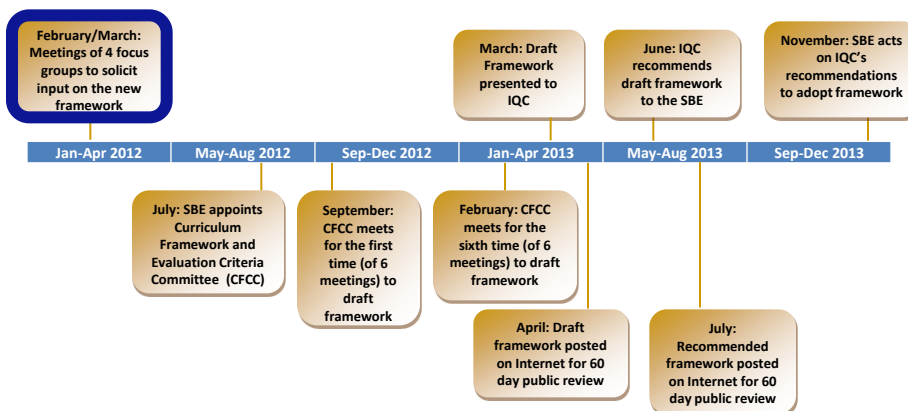 February/March:
Meetings of 4 focus
groups to solicit
input on the new
framework
March: Draft
Framework
presented to
IQC
June: IQC
recommends
draft framework
to the SBE
November: SBE acts
on IQC's
recommendations
to adopt framework
Jan-Apr 2012
May-Aug 2012
Sep-Dec 2012
Jan-Apr 2013
May-Aug 2013
Sep-Dec 2013
July: SBE appoints
Curriculum
Framework and
Evaluation Criteria
Committee (CFCC)
September:
CFCC meets
for the first
time (of 6
meetings) to
draft
framework
February: CFCC
meets for the
sixth time (of 6
meetings) to draft
framework
April: Draft
framework posted
on Internet for 60
day public review
July:
Recommended
framework posted
on Internet for 60
day public review